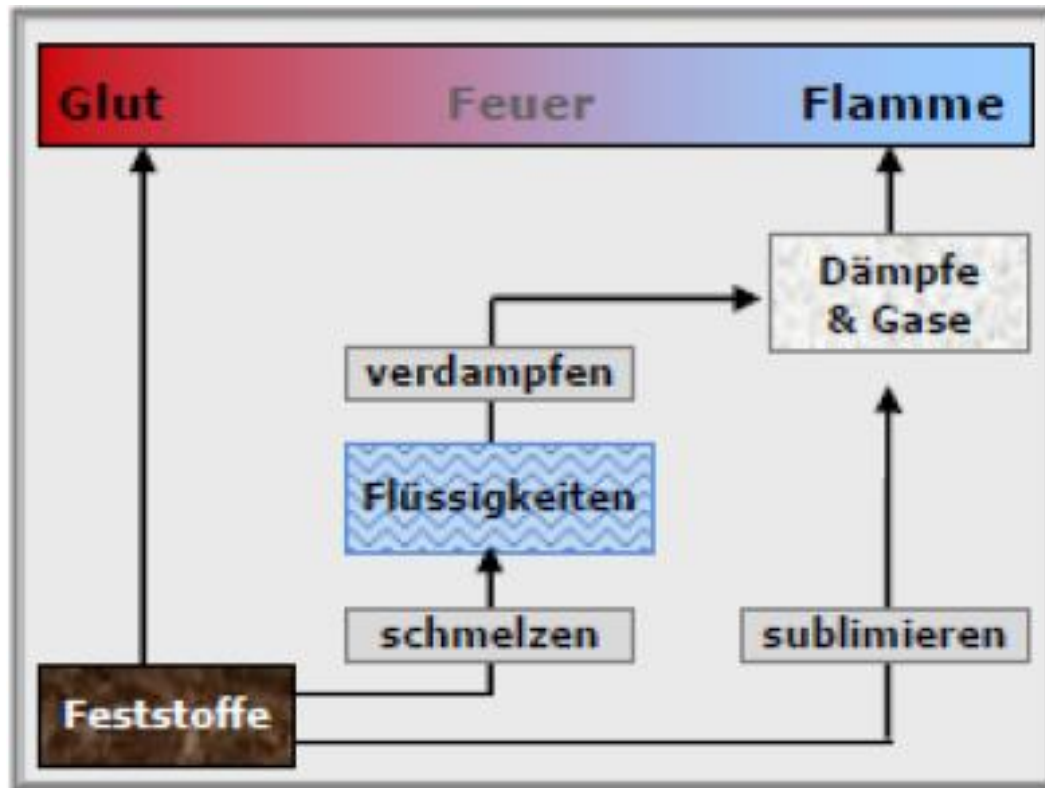 Glut Feuer Flamme
Dämpfe
& Gase
verdampfen
Flüssigkeiten
schmelzen
sublimieren
Feststoffe